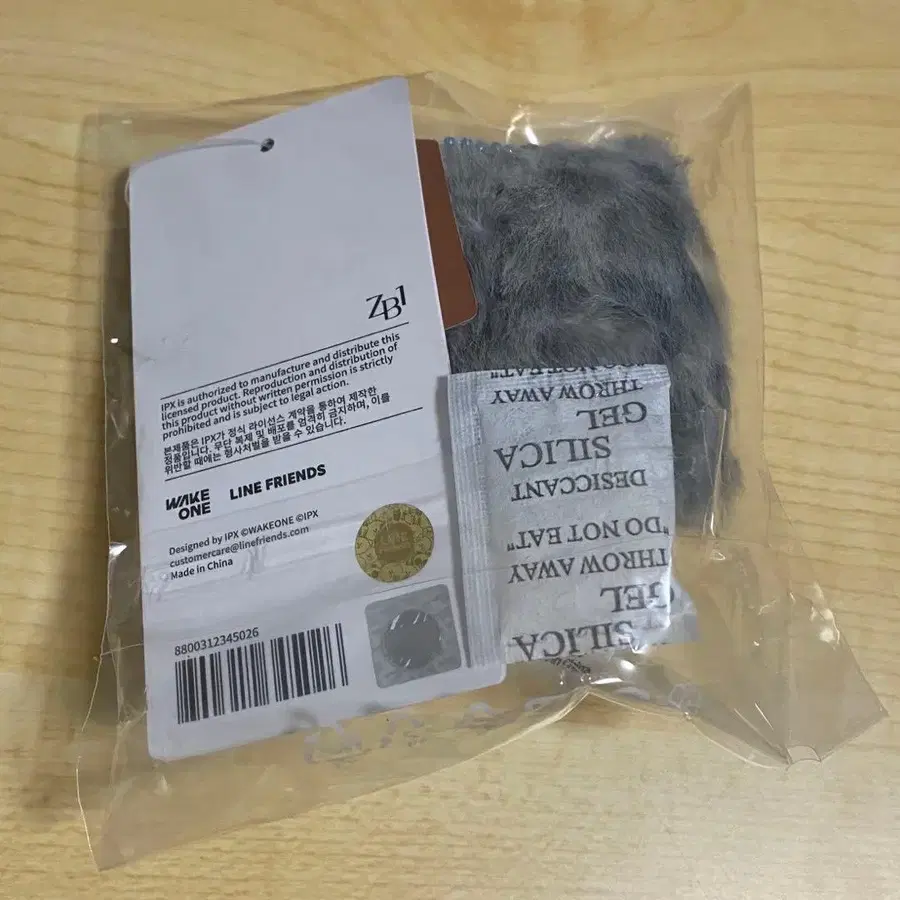 ZB1
IPX is authorized to manufacture and distribute this
licensed product. Reproduction and distribution of
this product without written permission is strictly
prohibited and is subject to legal action.
본제품은 IPX가 정식 라이선스 계약을 통하여 제작한
정품입니다. 무단 복제 및 배포를 엄격히 금지하며, 이를
위반할 때에는 형사처벌을 받을 수 있습니다.
WAKE
ONE
LINE FRIENDS
Designed by IPX ©WAKEONE ©IPX
customercare@linefriends.com
Made in China
LINE
FRIENDS
8800312345026
"DO NOT EAT"
THROW AWAY
GEL
SILICA
DESICCANT
"DO NOT EAT"
THROW AWAY
GEL
SILICA